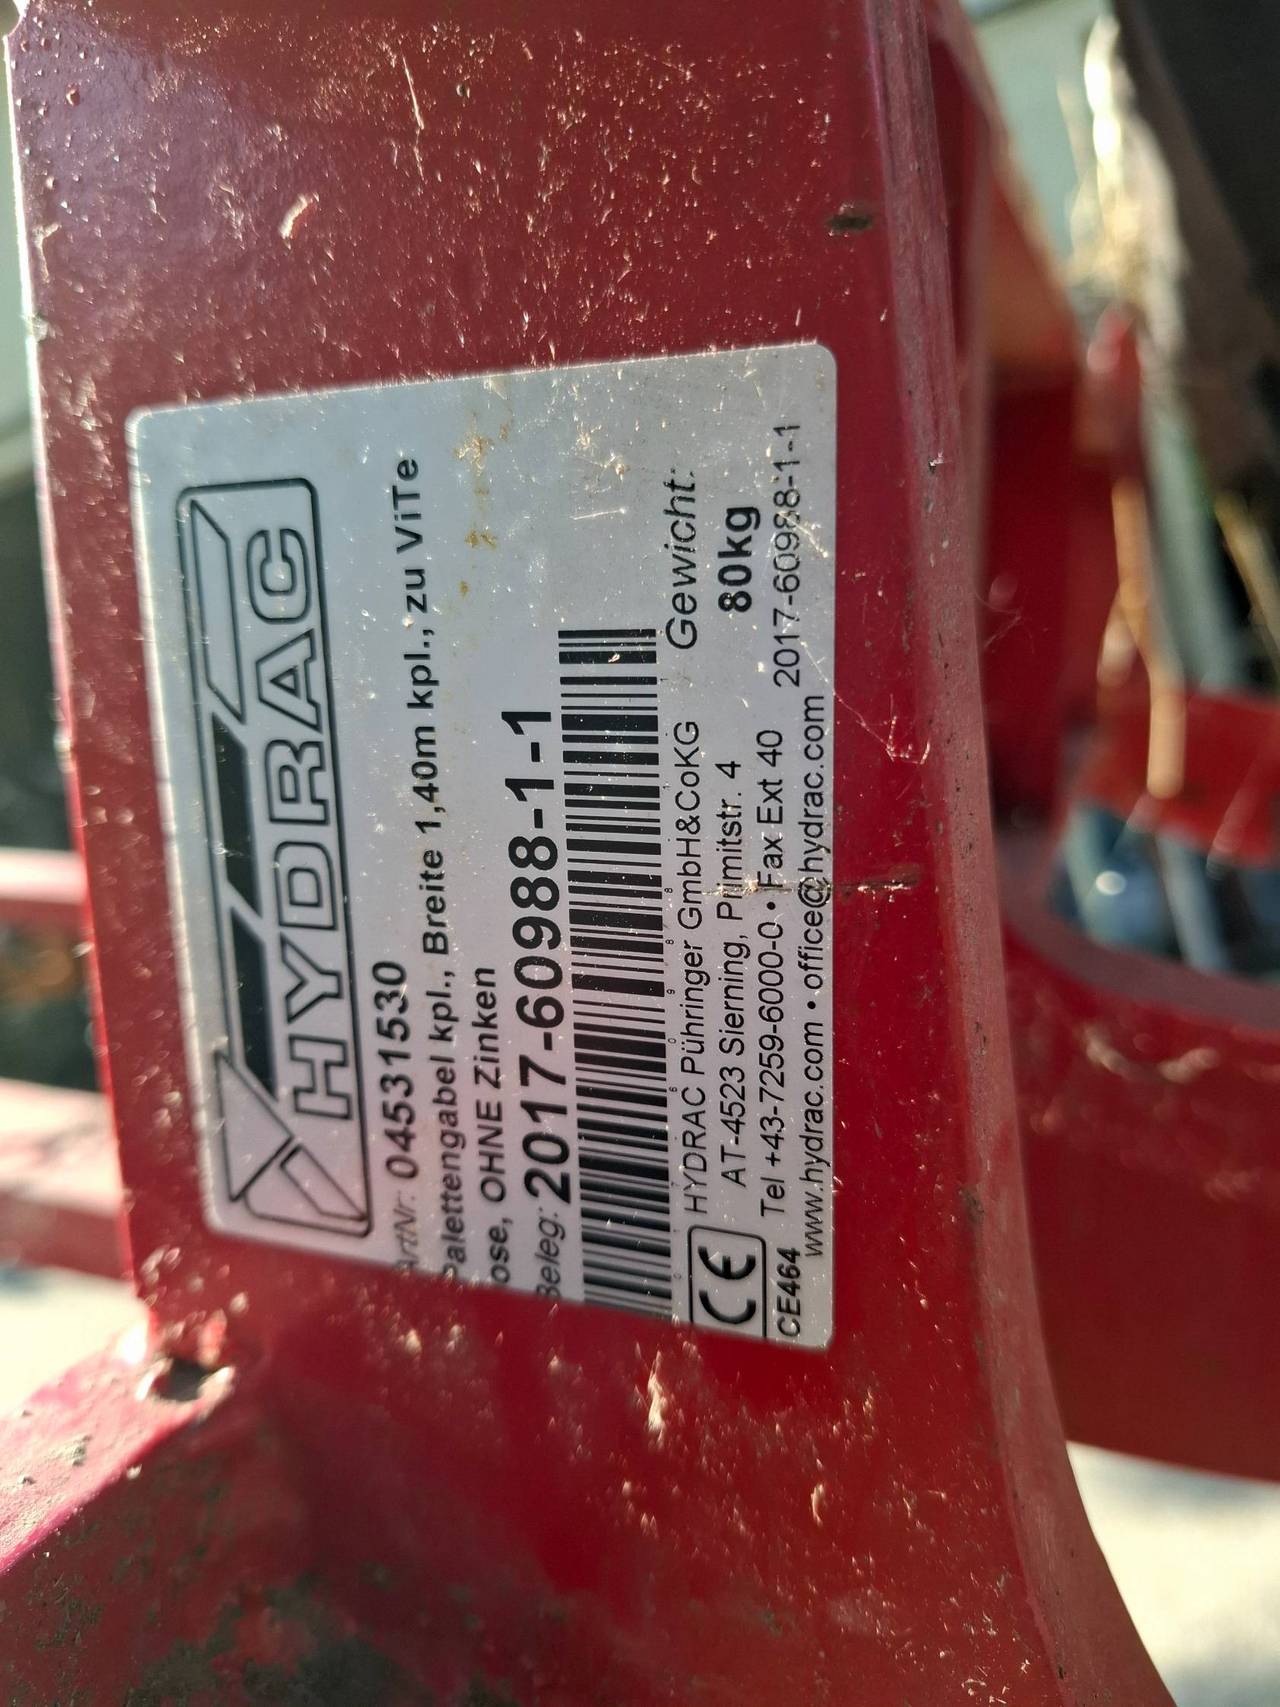 HYDRAC
ArtNr: 04531530
Palettengabel kpl., Breite 1,40m kpl., zu ViTe
ose, OHNE Zinken
Beleg: 2017-60988-1-1
HYDRAC Pühringer GmbH&CoKG
AT-4523 Sierning, Primitstr. 4
Tel +43-7259-6000-0 • Fax Ext 40
www.hydrac.com • office@hydrac.com
CE
CE464
Gewicht:
80kg
2017-60988-1-1